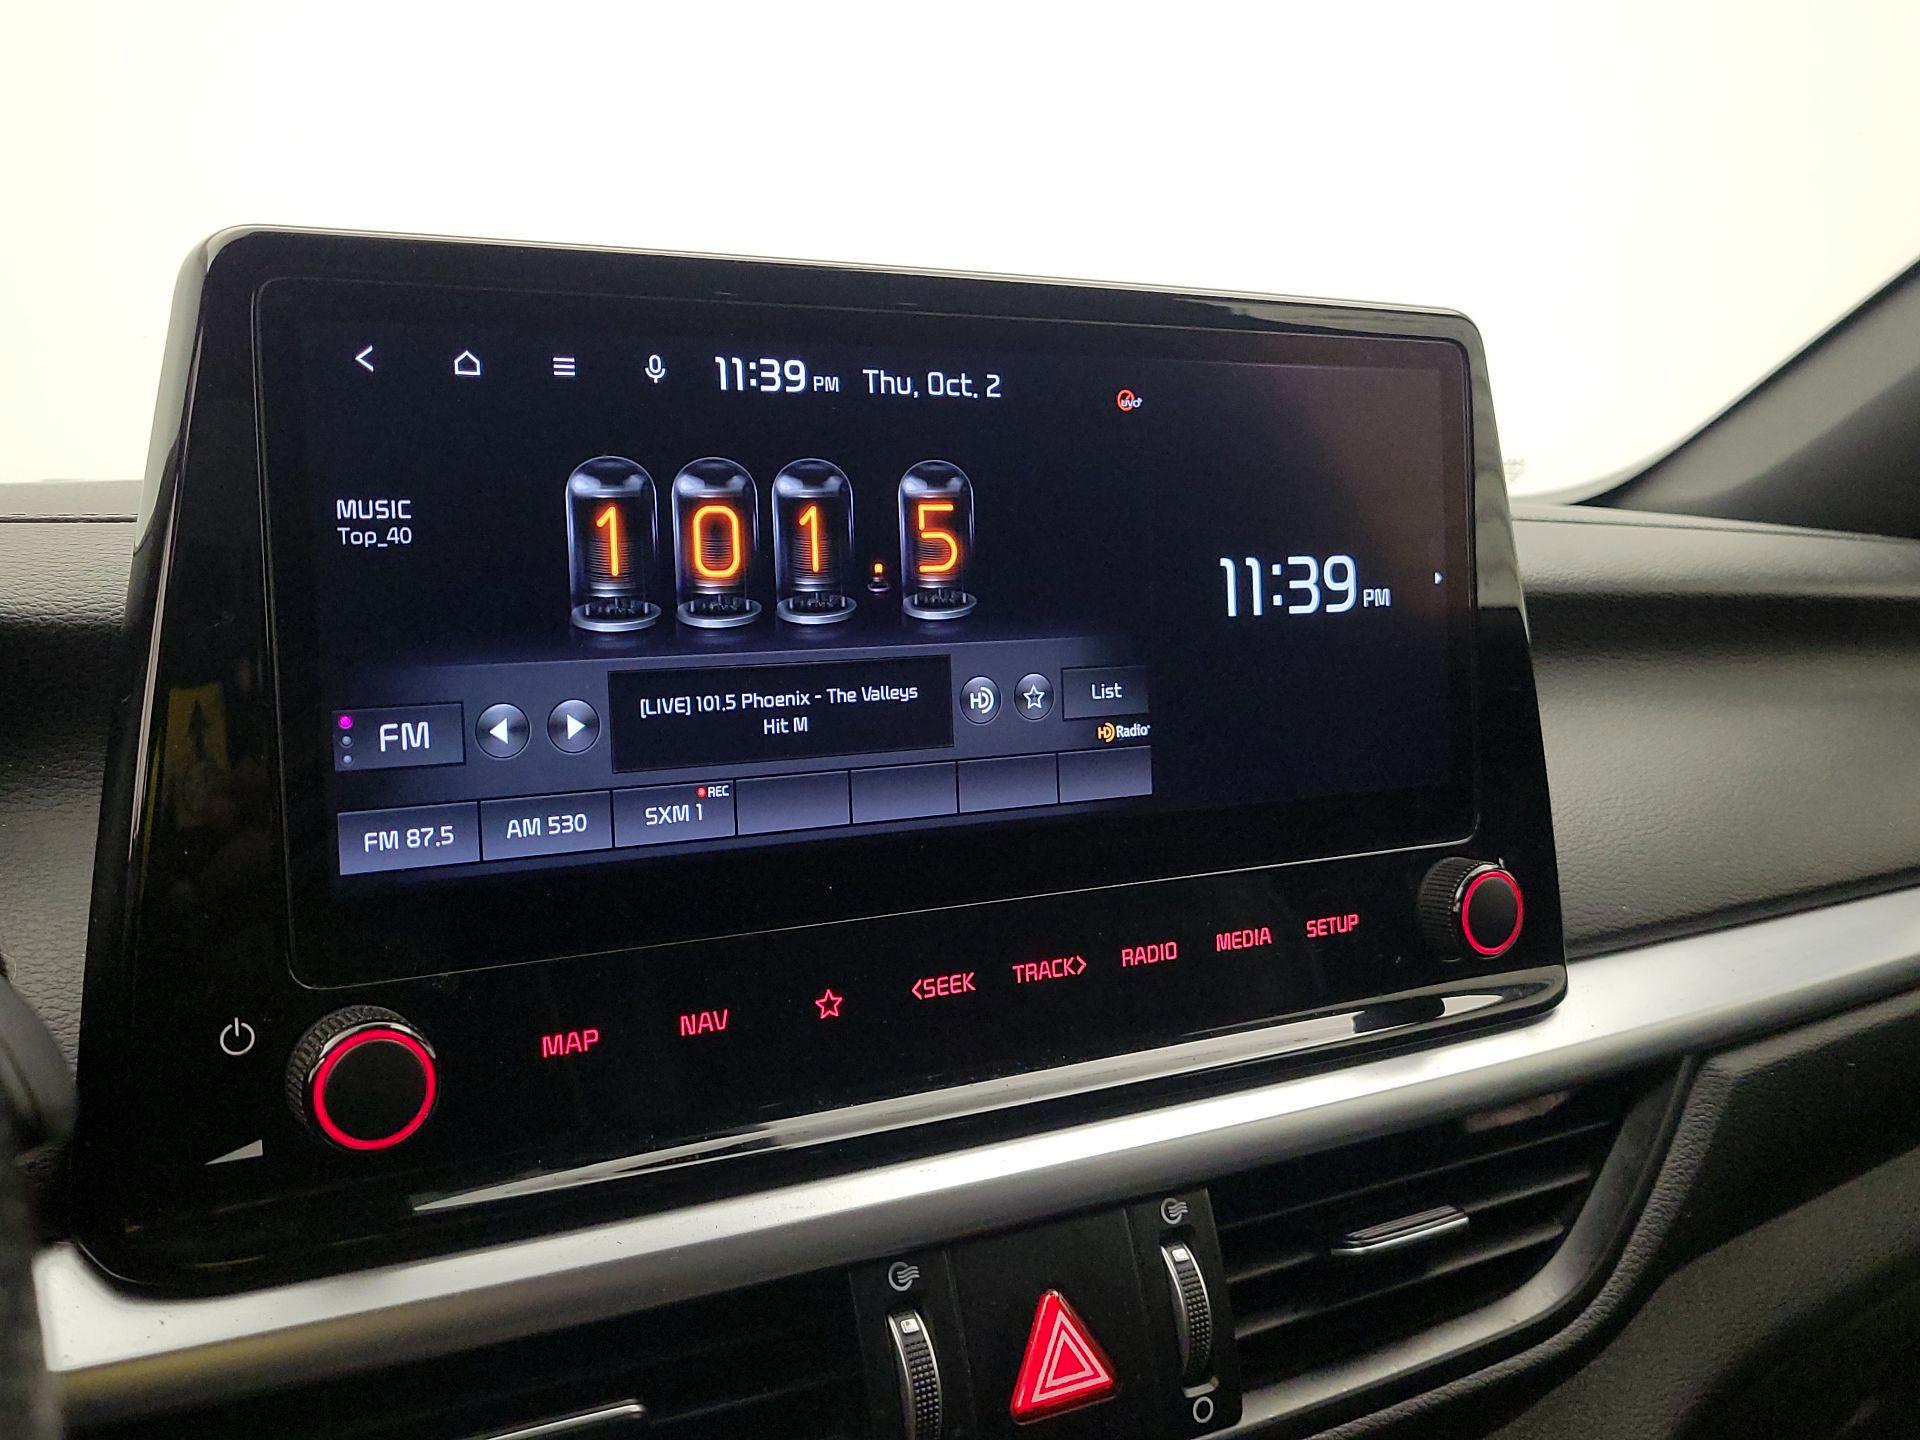 11:39 PM Thu, Oct. 2
UVO
MUSIC
Top_40
101.5
11:39 PM
[LIVE] 101.5 Phoenix - The Valleys
Hit M
FM
HD
List
HD Radio
FM 87.5
AM 530
SXM 1
REC
MAP
NAV
<SEEK
TRACK>
RADIO
MEDIA
SETUP